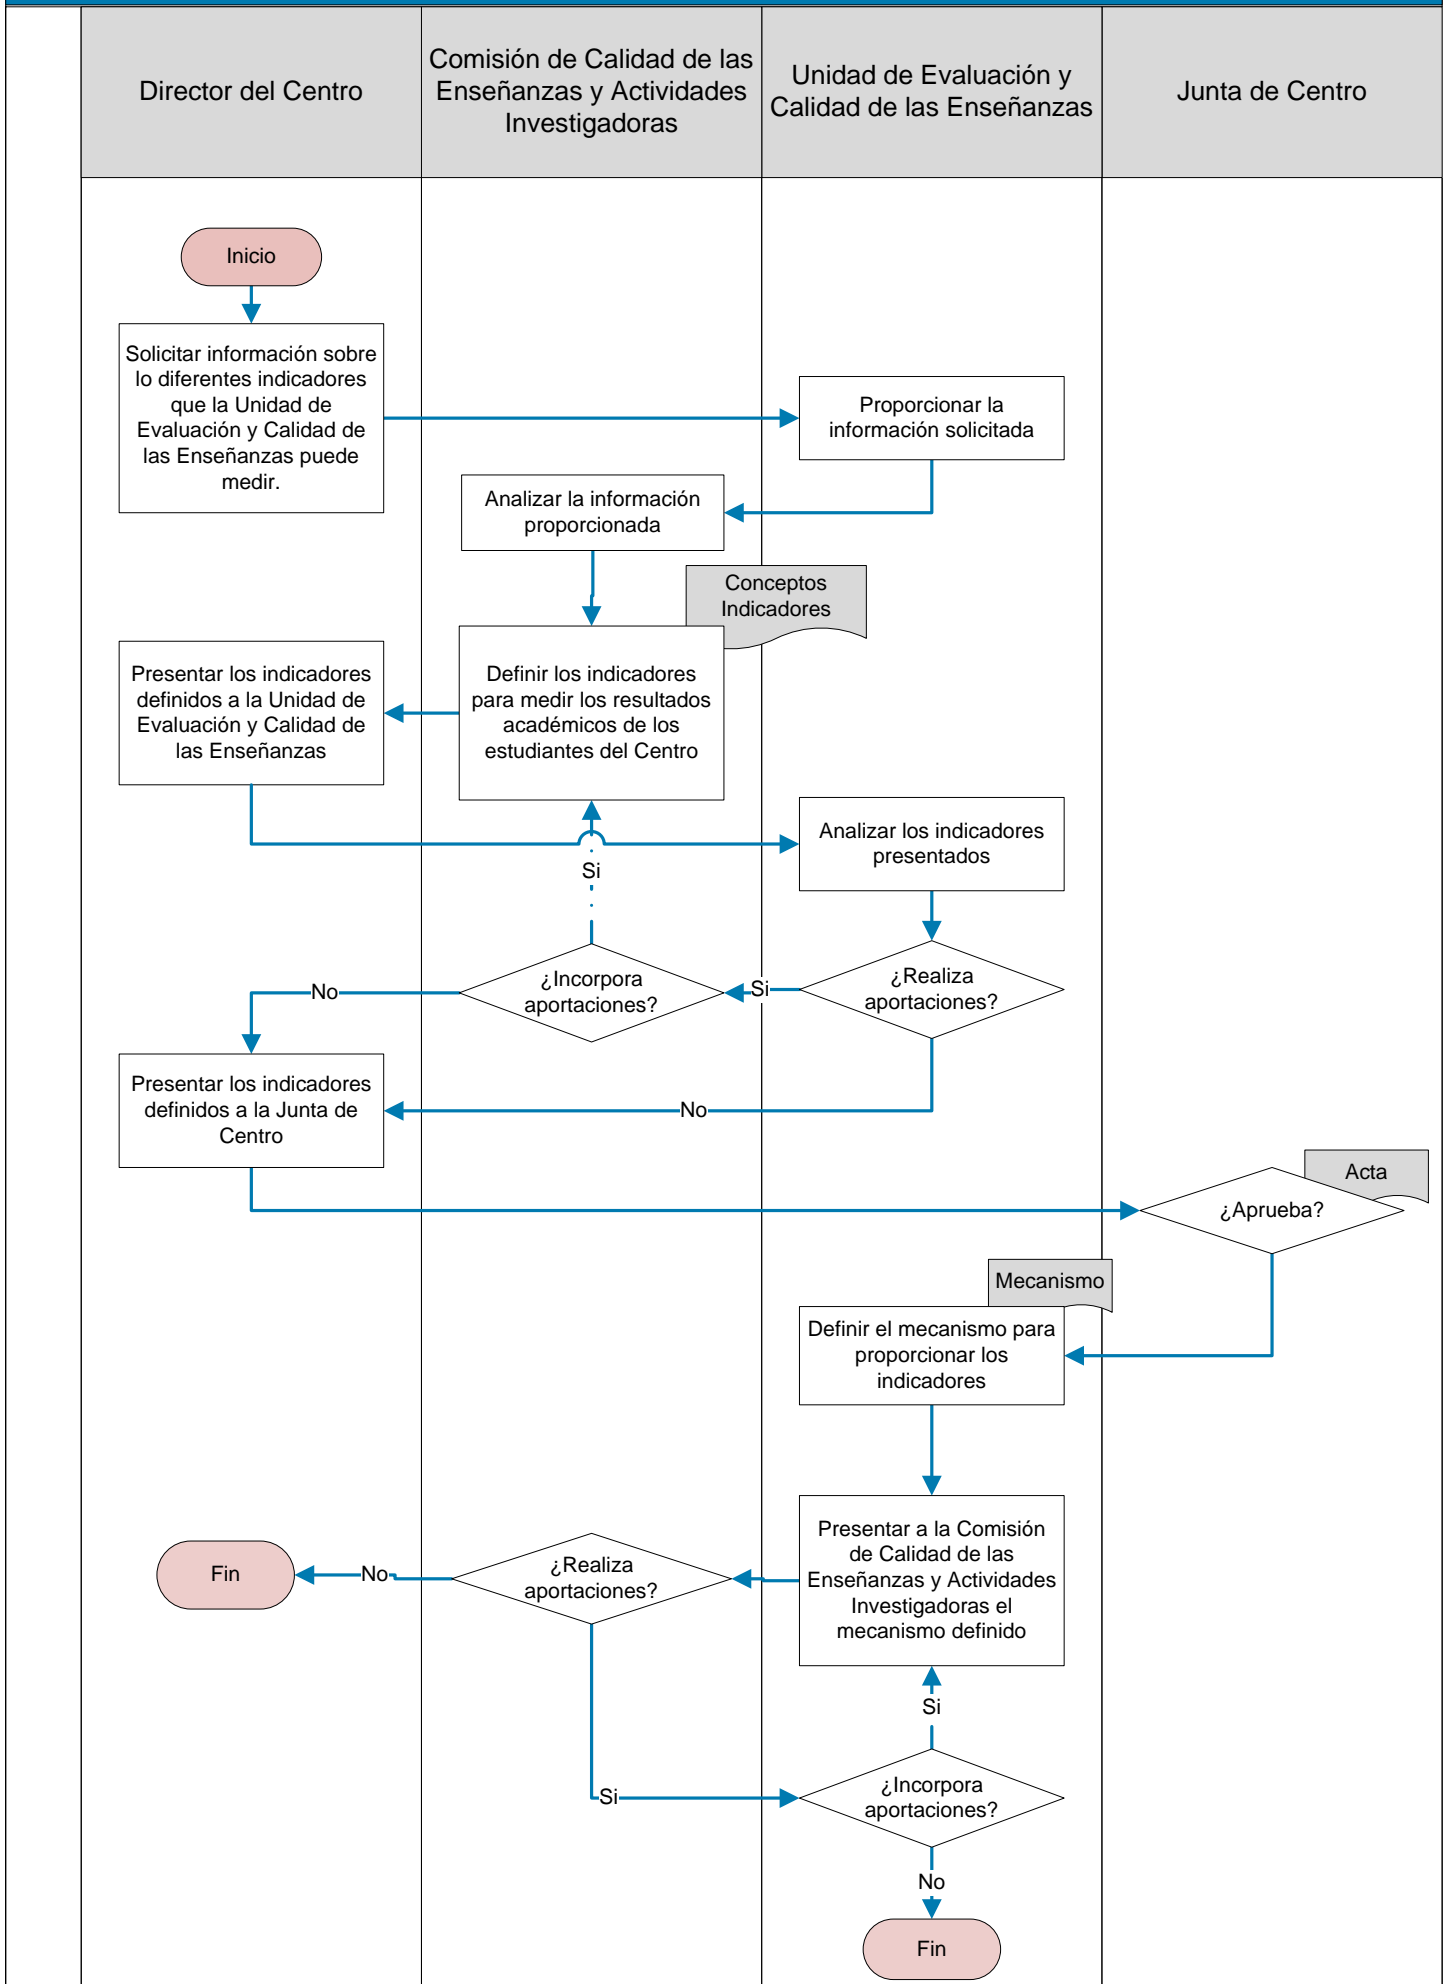 Director del Centro
Comisión de Calidad de las
Enseñanzas y Actividades
Investigadoras
Unidad de Evaluación y
Calidad de las Enseñanzas
Junta de Centro
Inicio
Solicitar información sobre
lo diferentes indicadores
que la Unidad de
Evaluación y Calidad de
las Enseñanzas puede
medir.
Proporcionar la
información solicitada
Analizar la información
proporcionada
Conceptos
Indicadores
Definir los indicadores
para medir los resultados
académicos de los
estudiantes del Centro
Presentar los indicadores
definidos a la Unidad de
Evaluación y Calidad de
las Enseñanzas
Analizar los indicadores
presentados
Si
¿Realiza
aportaciones?
Si
¿Incorpora
aportaciones?
No
Presentar los indicadores
definidos a la Junta de
Centro
No
Acta
¿Aprueba?
Mecanismo
Definir el mecanismo para
proporcionar los
indicadores
Presentar a la Comisión
de Calidad de las
Enseñanzas y Actividades
Investigadoras el
mecanismo definido
¿Realiza
aportaciones?
No
Fin
Si
Si
¿Incorpora
aportaciones?
No
Fin